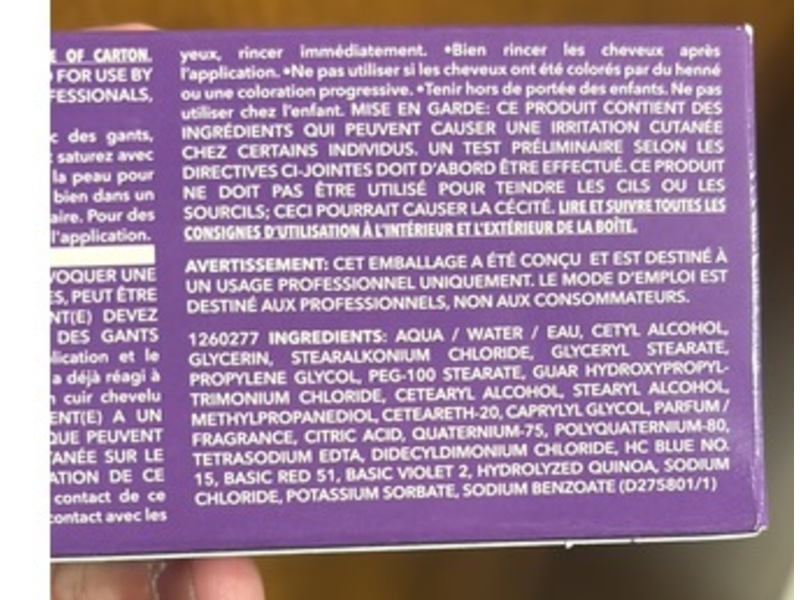 E OF CARTON.
FOR USE BY
FESSIONALS,
c des gants,
saturez avec
la peau pour
bien dans un
aire. Pour des
l'application.
VOQUER UNE
ES, PEUT ÊTRE
NT(E) DEVEZ
DES GANTS
lication et le
a déjà réagi à
n cuir chevelu
ENT(E) A UN
QUE PEUVENT
TANÉE SUR LE
ATION DE CE
contact de ce
contact avec les
yeux, rincer immédiatement. •Bien rincer les cheveux après
l'application. •Ne pas utiliser si les cheveux ont été colorés par du henné
ou une coloration progressive. •Tenir hors de portée des enfants. Ne pas
utiliser chez l'enfant. MISE EN GARDE: CE PRODUIT CONTIENT DES
INGRÉDIENTS QUI PEUVENT CAUSER UNE IRRITATION CUTANÉE
CHEZ CERTAINS INDIVIDUS. UN TEST PRÉLIMINAIRE SELON LES
DIRECTIVES CI-JOINTES DOIT D'ABORD ÊTRE EFFECTUÉ. CE PRODUIT
NE DOIT PAS ÊTRE UTILISÉ POUR TEINDRE LES CILS OU LES
SOURCILS; CECI POURRAIT CAUSER LA CÉCITÉ. LIRE ET SUIVRE TOUTES LES
CONSIGNES D'UTILISATION À L'INTÉRIEUR ET L'EXTÉRIEUR DE LA BOÎTE.
AVERTISSEMENT: CET EMBALLAGE A ÉTÉ CONÇU ET EST DESTINÉ À
UN USAGE PROFESSIONNEL UNIQUEMENT. LE MODE D'EMPLOI EST
DESTINÉ AUX PROFESSIONNELS, NON AUX CONSOMMATEURS.
1260277 INGREDIENTS: AQUA / WATER / EAU, CETYL ALCOHOL,
GLYCERIN, STEARALKONIUM CHLORIDE, GLYCERYL STEARATE,
PROPYLENE GLYCOL, PEG-100 STEARATE, GUAR HYDROXYPROPYL-
TRIMONIUM CHLORIDE, CETEARYL ALCOHOL, STEARYL ALCOHOL,
METHYLPROPANEDIOL, CETEARETH-20, CAPRYLYL GLYCOL, PARFUM /
FRAGRANCE, CITRIC ACID, QUATERNIUM-75, POLYQUATERNIUM-80,
TETRASODIUM EDTA, DIDECYLDIMONIUM CHLORIDE, HC BLUE NO.
15, BASIC RED 51, BASIC VIOLET 2, HYDROLYZED QUINOA, SODIUM
CHLORIDE, POTASSIUM SORBATE, SODIUM BENZOATE (D275801/1)